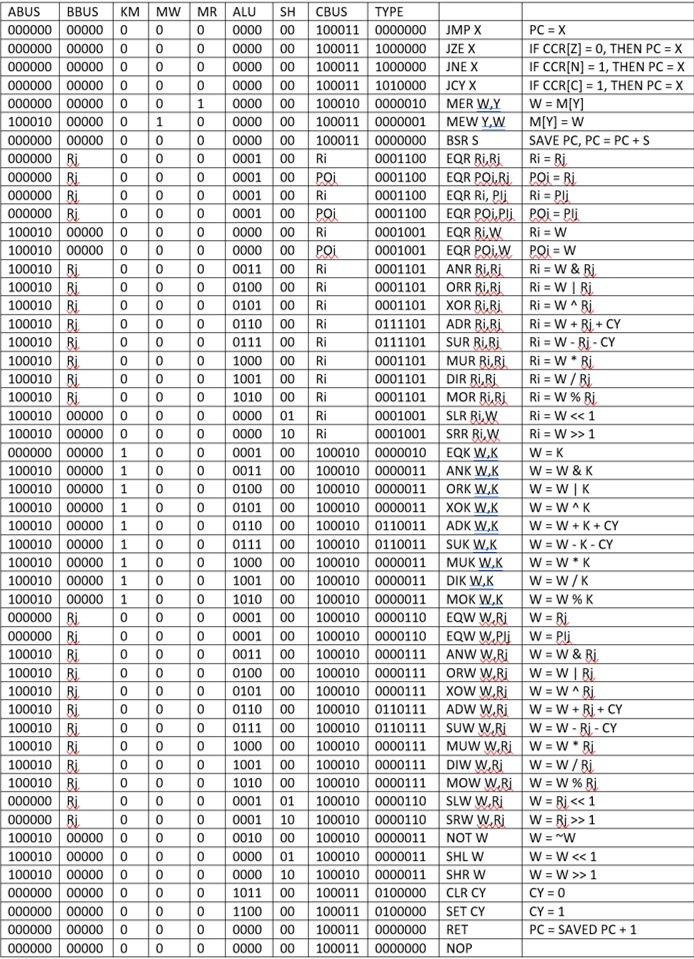 ABUS BBUS KM MW MR ALU SH CBUS TYPE
000000 00000 0 0 0 0000 00 100011 0000000 JMP X PC = X
000000 00000 0 0 0 0000 00 100011 1000000 JZE X IF CCR[Z] = 0, THEN PC = X
000000 00000 0 0 0 0000 00 100011 1000000 JNE X IF CCR[N] = 1, THEN PC = X
000000 00000 0 0 0 0000 00 100011 1010000 JCY X IF CCR[C] = 1, THEN PC = X
000000 00000 0 0 1 0000 00 100010 0000010 MER W,Y W = M[Y]
100010 00000 0 1 0 0000 00 100011 0000001 MEW Y,W M[Y] = W
000000 00000 0 0 0 0000 00 100011 0000000 BSR S SAVE PC, PC = PC + S
000000 Rj 0 0 0 0001 00 Ri 0001100 EQR Ri,Rj Ri = Rj
000000 Rj 0 0 0 0001 00 POi 0001100 EQR POi,Rj POi = Rj
000000 Rj 0 0 0 0001 00 Ri 0001100 EQR Ri, PIj Ri = PIj
000000 Rj 0 0 0 0001 00 POi 0001100 EQR POi,PIj POi = PIj
100010 00000 0 0 0 0000 00 Ri 0001001 EQR Ri,W Ri = W
100010 00000 0 0 0 0000 00 POi 0001001 EQR POi,W POi = W
100010 Rj 0 0 0 0011 00 Ri 0001101 ANR Ri,Rj Ri = W & Rj
100010 Rj 0 0 0 0100 00 Ri 0001101 ORR Ri,Rj Ri = W | Rj
100010 Rj 0 0 0 0101 00 Ri 0001101 XOR Ri,Rj Ri = W ^ Rj
100010 Rj 0 0 0 0110 00 Ri 0111101 ADR Ri,Rj Ri = W + Rj + CY
100010 Rj 0 0 0 0111 00 Ri 0111101 SUR Ri,Rj Ri = W - Rj - CY
100010 Rj 0 0 0 1000 00 Ri 0001101 MUR Ri,Rj Ri = W * Rj
100010 Rj 0 0 0 1001 00 Ri 0001101 DIR Ri,Rj Ri = W / Rj
100010 Rj 0 0 0 1010 00 Ri 0001101 MOR Ri,Rj Ri = W % Rj
100010 00000 0 0 0 0000 01 Ri 0001001 SLR Ri,W Ri = W << 1
100010 00000 0 0 0 0000 10 Ri 0001001 SRR Ri,W Ri = W >> 1
000000 00000 1 0 0 0001 00 100010 0000010 EQK W,K W = K
100010 00000 1 0 0 0011 00 100010 0000011 ANK W,K W = W & K
100010 00000 1 0 0 0100 00 100010 0000011 ORK W,K W = W | K
100010 00000 1 0 0 0101 00 100010 0000011 XOK W,K W = W ^ K
100010 00000 1 0 0 0110 00 100010 0110011 ADK W,K W = W + K + CY
100010 00000 1 0 0 0111 00 100010 0110011 SUK W,K W = W - K - CY
100010 00000 1 0 0 1000 00 100010 0000011 MUK W,K W = W * K
100010 00000 1 0 0 1001 00 100010 0000011 DIK W,K W = W / K
100010 00000 1 0 0 1010 00 100010 0000011 MOK W,K W = W % K
000000 Rj 0 0 0 0001 00 100010 0000110 EQW W,Rj W = Rj
000000 Rj 0 0 0 0001 00 100010 0000110 EQW W,PIj W = PIj
100010 Rj 0 0 0 0011 00 100010 0000111 ANW W,Rj W = W & Rj
100010 Rj 0 0 0 0100 00 100010 0000111 ORW W,Rj W = W | Rj
100010 Rj 0 0 0 0101 00 100010 0000111 XOW W,Rj W = W ^ Rj
100010 Rj 0 0 0 0110 00 100010 0110111 ADW W,Rj W = W + Rj + CY
100010 Rj 0 0 0 0111 00 100010 0110111 SUW W,Rj W = W - Rj - CY
100010 Rj 0 0 0 1000 00 100010 0000111 MUW W,Rj W = W * Rj
100010 Rj 0 0 0 1001 00 100010 0000111 DIW W,Rj W = W / Rj
100010 Rj 0 0 0 1010 00 100010 0000111 MOW W,Rj W = W % Rj
000000 Rj 0 0 0 0001 01 100010 0000110 SLW W,Rj W = Rj << 1
000000 Rj 0 0 0 0001 10 100010 0000110 SRW W,Rj W = Rj >> 1
100010 00000 0 0 0 0010 00 100010 0000011 NOT W W = ~W
100010 00000 0 0 0 0000 01 100010 0000011 SHL W W = W << 1
100010 00000 0 0 0 0000 10 100010 0000011 SHR W W = W >> 1
000000 00000 0 0 0 1011 00 100011 0100000 CLR CY CY = 0
000000 00000 0 0 0 1100 00 100011 0100000 SET CY CY = 1
000000 00000 0 0 0 0000 00 100011 0000000 RET PC = SAVED PC + 1
000000 00000 0 0 0 0000 00 100011 0000000 NOP